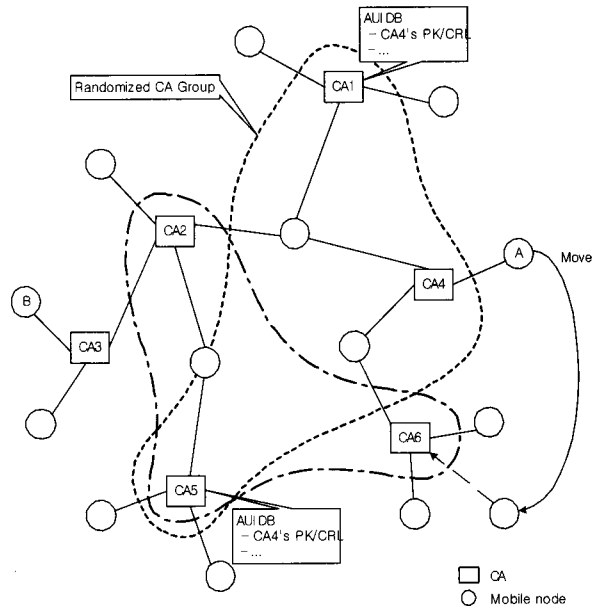 AUI DB
- CA4's PK/CRL
- ...
Randomized CA Group
CA1
CA2
A
Move
CA4
B
CA3
CA6
CA5
AUI DB
- CA4's PK/CRL
- ...
CA
Mobile node